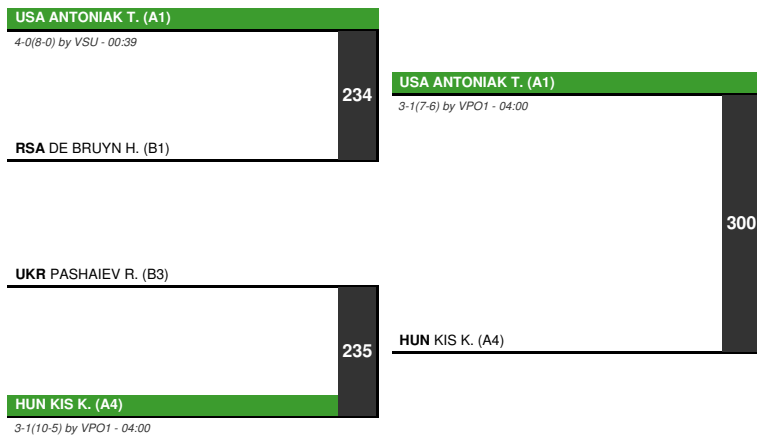 USA ANTONIAK T. (A1)
4-0(8-0) by VSU - 00:39
234
RSA DE BRUYN H. (B1)
UKR PASHAIEV R. (B3)
235
HUN KIS K. (A4)
3-1(10-5) by VPO1 - 04:00
USA ANTONIAK T. (A1)
3-1(7-6) by VPO1 - 04:00
300
HUN KIS K. (A4)